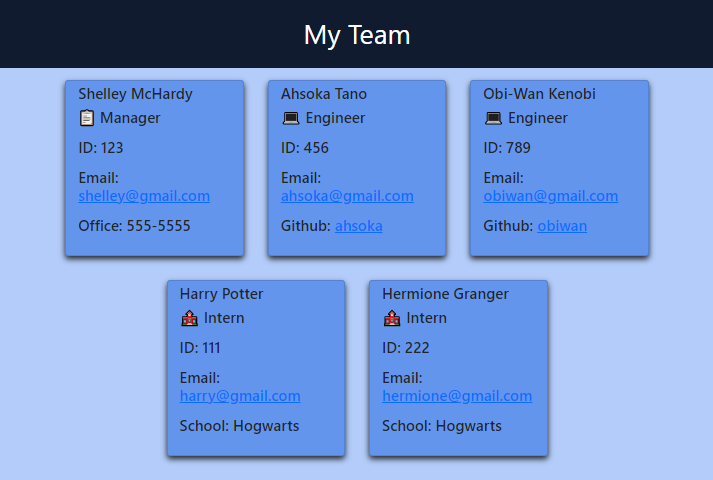 My Team
Shelley McHardy
Manager
ID: 123
Email:
shelley@gmail.com
Office: 555-5555
Ahsoka Tano
Engineer
ID: 456
Email:
ahsoka@gmail.com
Github: ahsoka
Obi-Wan Kenobi
Engineer
ID: 789
Email:
obiwan@gmail.com
Github: obiwan
Harry Potter
Intern
ID: 111
Email:
harry@gmail.com
School: Hogwarts
Hermione Granger
Intern
ID: 222
Email:
hermione@gmail.com
School: Hogwarts